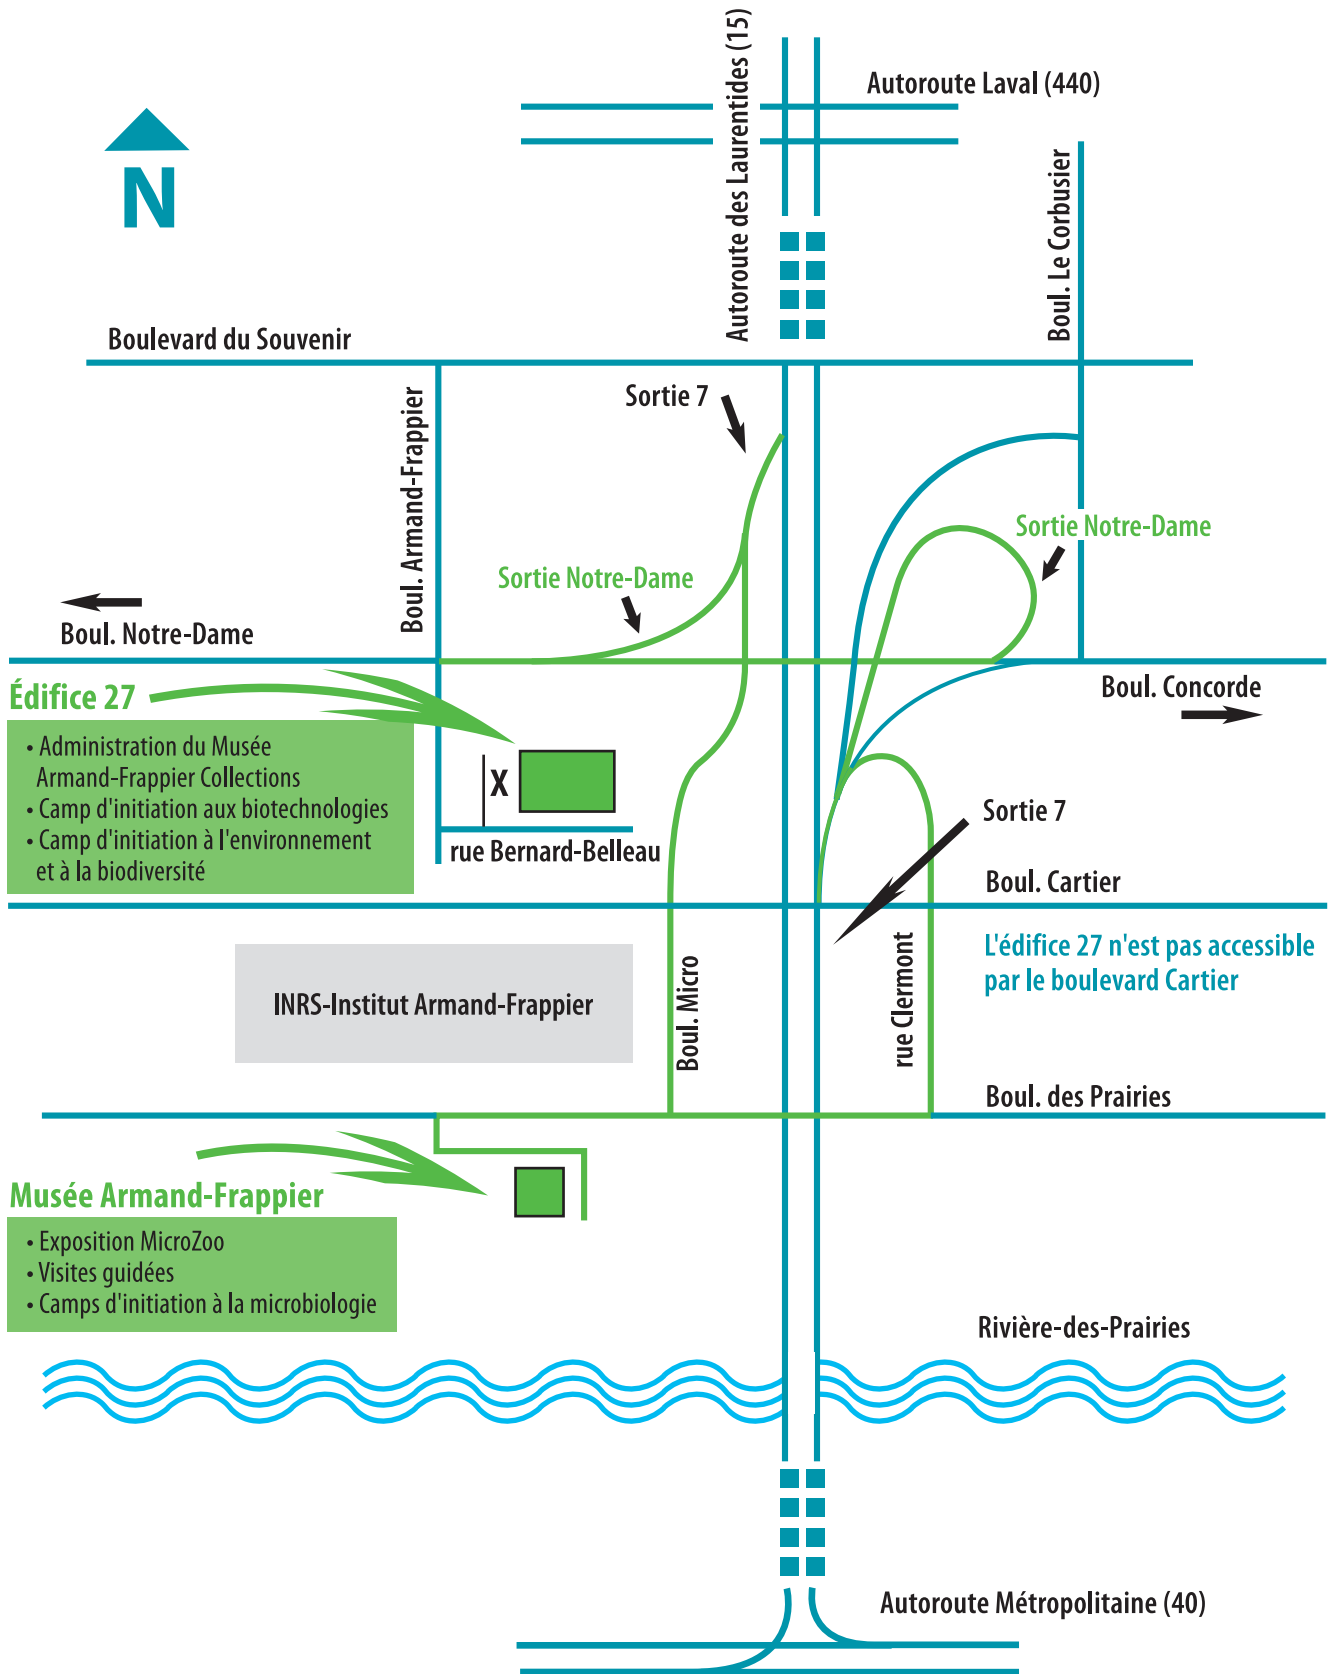 Autoroute des Laurentides (15)
Autoroute Laval (440)
N
Boul. Le Corbusier
Boulevard du Souvenir
Sortie 7
Boul. Armand-Frappier
Sortie Notre-Dame
Sortie Notre-Dame
Boul. Notre-Dame
Boul. Concorde
Édifice 27
• Administration du Musée
Armand-Frappier Collections
• Camp d'initiation aux biotechnologies
• Camp d'initiation à l'environnement
et à la biodiversité
X
rue Bernard-Belleau
Sortie 7
Boul. Cartier
L'édifice 27 n'est pas accessible
par le boulevard Cartier
INRS-Institut Armand-Frappier
Boul. Micro
rue Clermont
Boul. des Prairies
Musée Armand-Frappier
• Exposition MicroZoo
• Visites guidées
• Camps d'initiation à la microbiologie
Rivière-des-Prairies
Autoroute Métropolitaine (40)